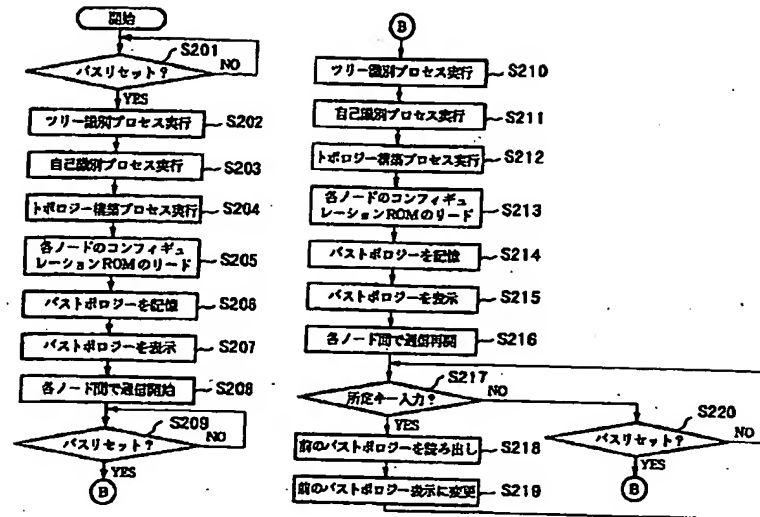 開始
バスリセット?
S201
NO
YES
ツリー識別プロセス実行
S202
自己識別プロセス実行
S203
トポロジー構築プロセス実行
S204
各ノードのコンフィギュ
レーションROMのリード
S205
バストポロジーを記憶
S206
バストポロジーを表示
S207
各ノード間で通信開始
S208
バスリセット?
S209
NO
YES
B
B
ツリー識別プロセス実行
S210
自己識別プロセス実行
S211
トポロジー構築プロセス実行
S212
各ノードのコンフィギュ
レーションROMのリード
S213
バストポロジーを記憶
S214
バストポロジーを表示
S215
各ノード間で通信再開
S216
所定キー入力?
S217
NO
YES
前のバストポロジーを読み出し
S218
前のバストポロジー表示に変更
S219
バスリセット?
S220
NO
YES
B